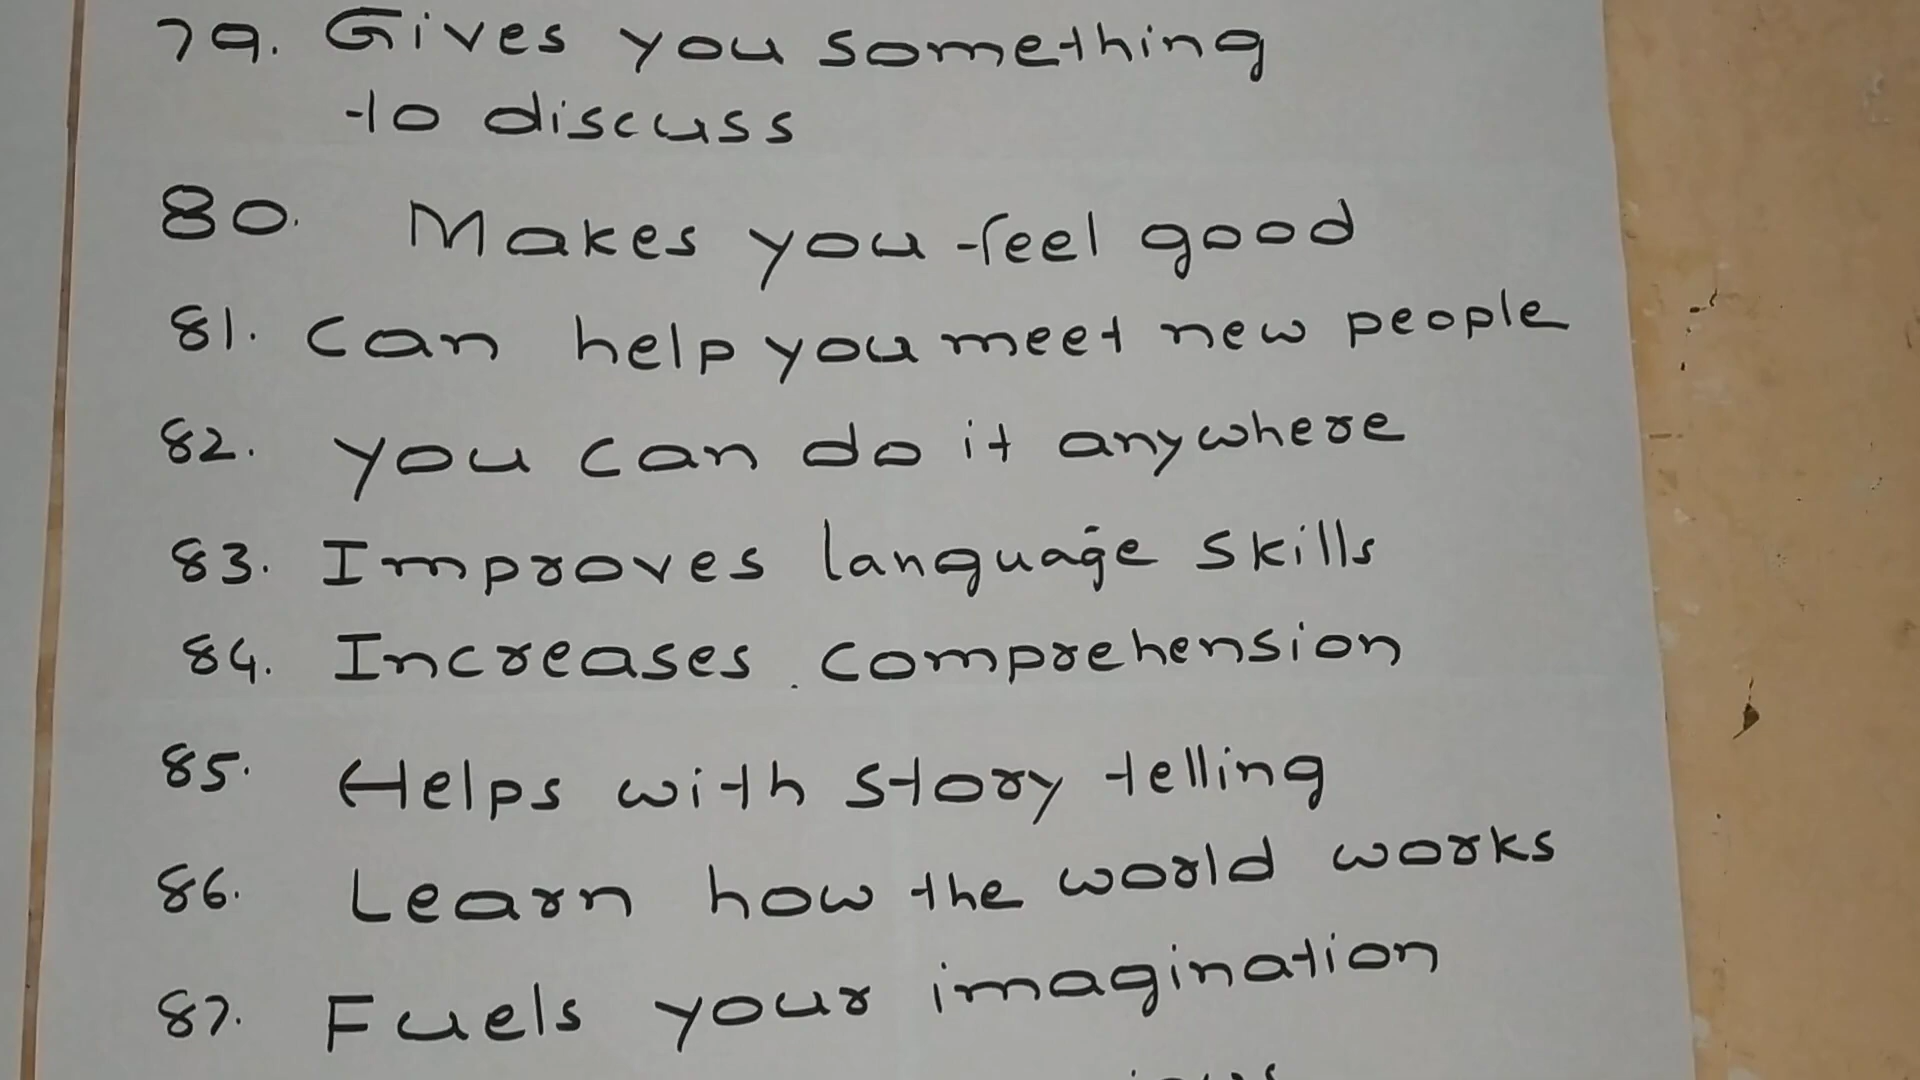 79. Gives you something
to discuss
80. Makes you feel good
81. Can help you meet new people
82. you can do it anywhere
83. Improves language skills
84. Increases comprehension
85. Helps with story telling
86. Learn how the world works
87. Fuels your imagination